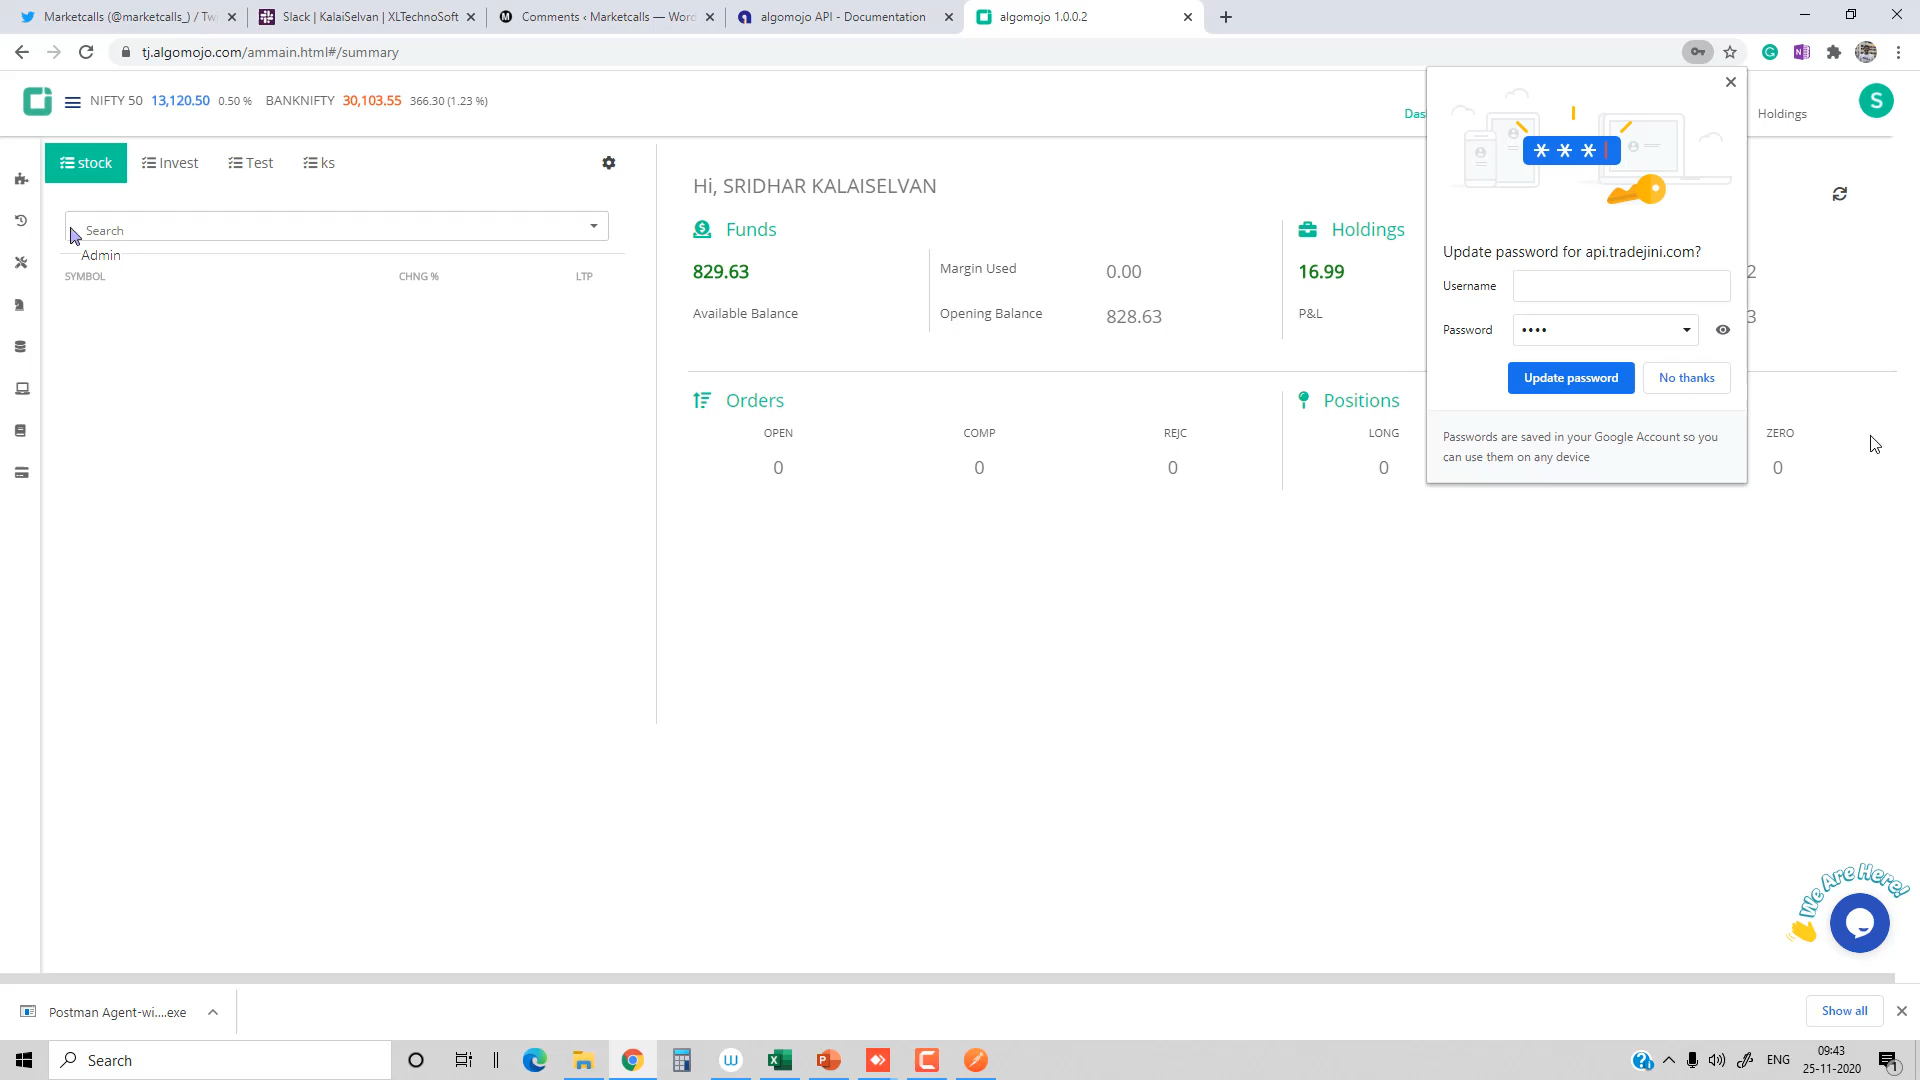 Marketcalls (@marketcalls_) / Tw
Slack | KalaiSelvan | XLTechnoSoft
Comments ‹ Marketcalls — Word
algomojo API - Documentation
algomojo 1.0.0.2
tj.algomojo.com/ammain.html#/summary
NIFTY 50 13,120.50 0.50 % BANKNIFTY 30,103.55 366.30 (1.23 %)
Das
Holdings
S
stock
Invest
Test
ks
Search
Admin
SYMBOL CHNG % LTP
Hi, SRIDHAR KALAISELVAN
Funds
829.63
Available Balance
Margin Used 0.00
Opening Balance 828.63
Holdings
16.99
P&L
2
3
Orders
OPEN COMP REJC
0 0 0
Positions
LONG ZERO
0 0
* * *
Update password for api.tradejini.com?
Username
Password ••••
Update password
No thanks
Passwords are saved in your Google Account so you
can use them on any device
We Are Here!
Postman Agent-wi....exe
Show all
Search
ENG
09:43
25-11-2020
1